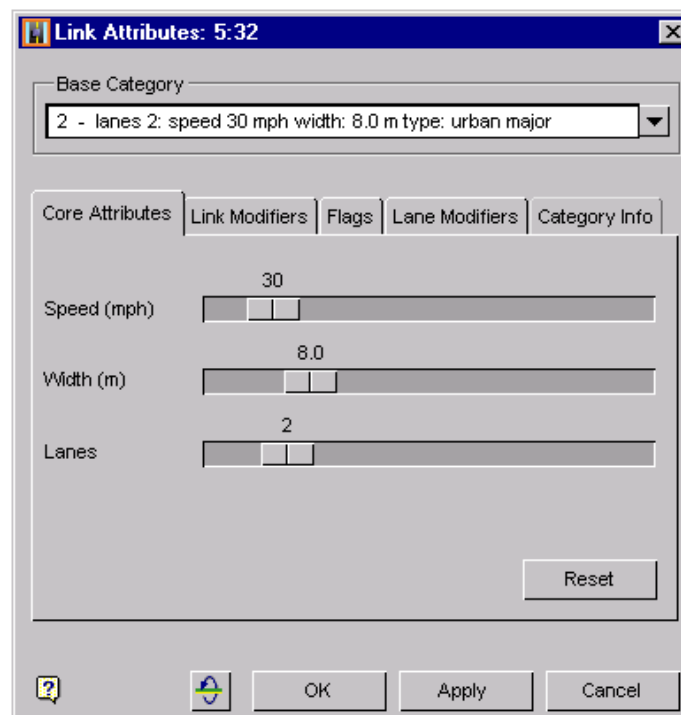 Link Attributes: 5:32
Base Category
2 - lanes 2: speed 30 mph width: 8.0 m type: urban major
Core Attributes Link Modifiers Flags Lane Modifiers Category Info
30
Speed (mph)
8.0
Width (m)
2
Lanes
Reset
? OK Apply Cancel